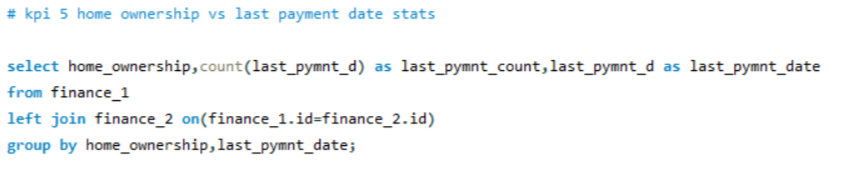 # kpi 5 home ownership vs last payment date stats
select home_ownership,count(last_pymnt_d) as last_pymnt_count,last_pymnt_d as last_pymnt_date
from finance_1
left join finance_2 on(finance_1.id=finance_2.id)
group by home_ownership,last_pymnt_date;